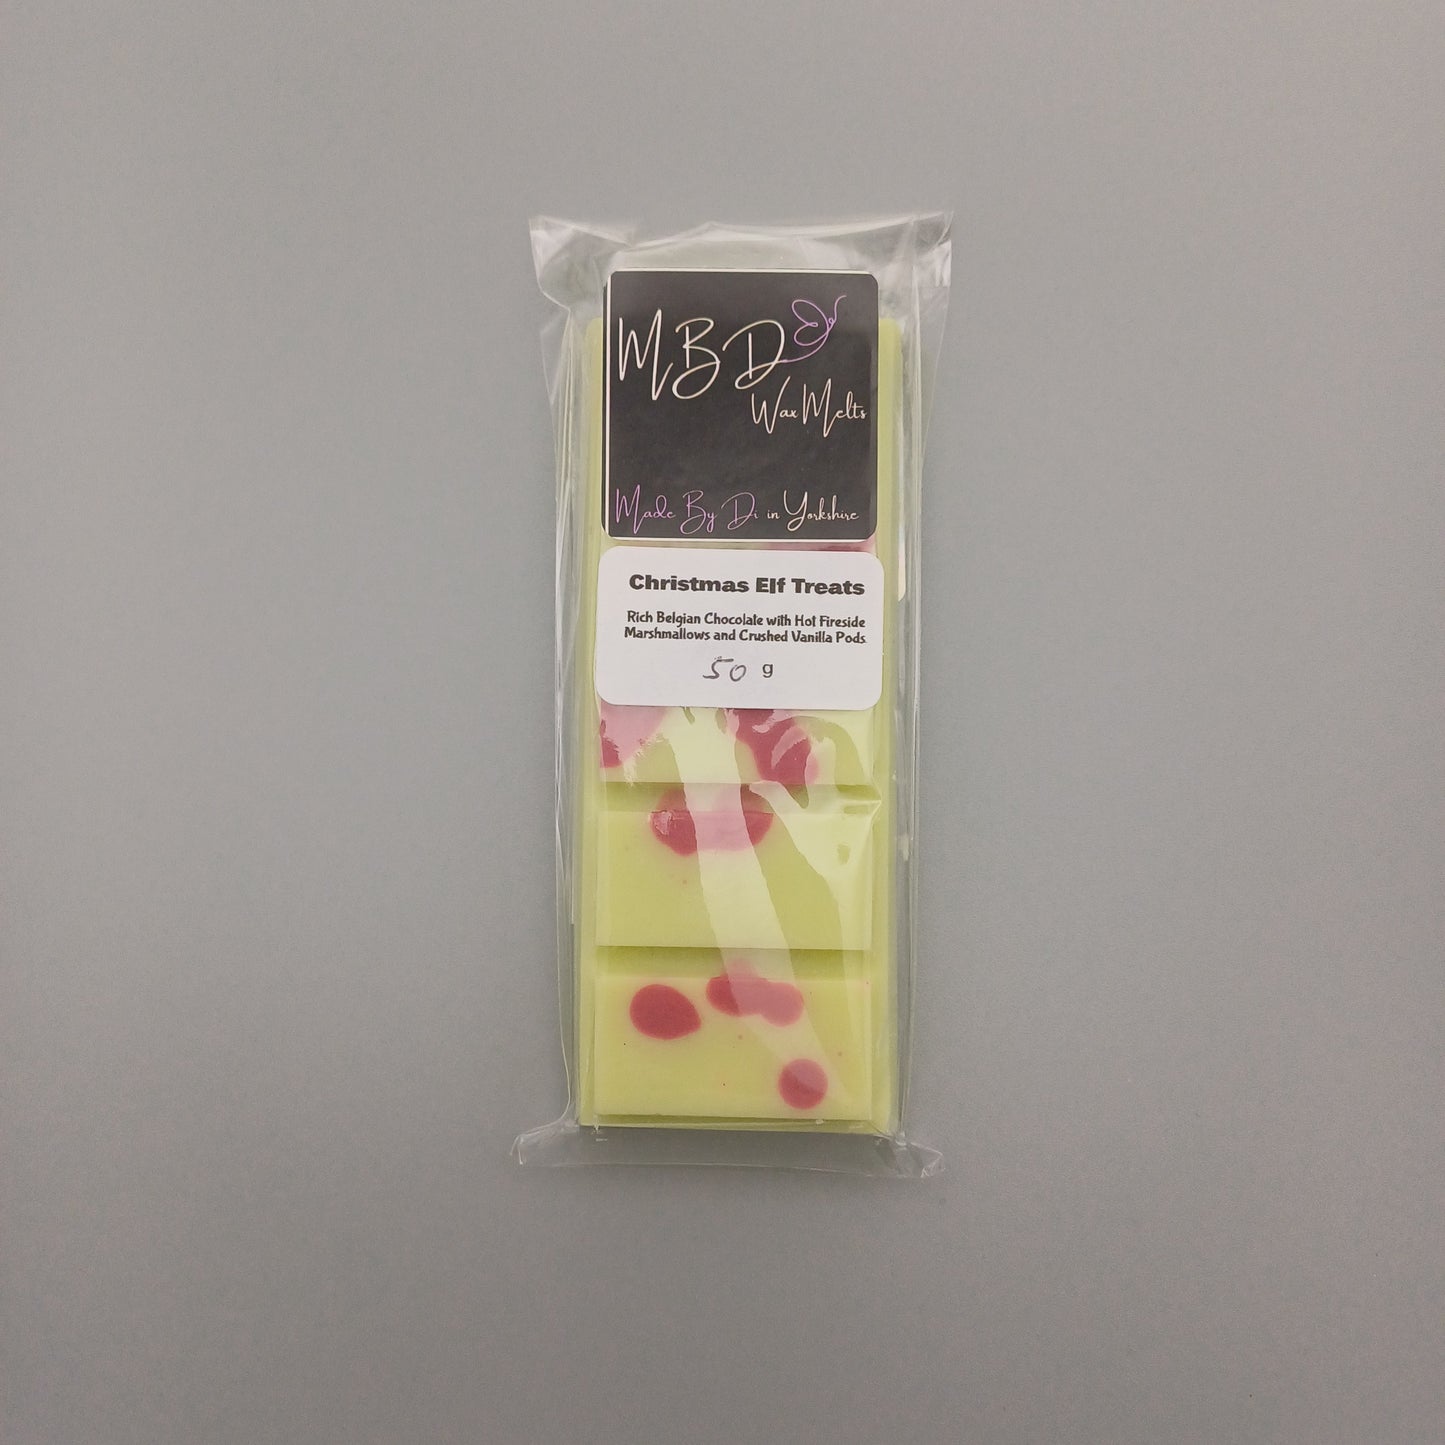 MBD
Wax Melts
Made By Di in Yorkshire
Christmas Elf Treats
Rich Belgian Chocolate with Hot Fireside
Marshmallows and Crushed Vanilla Pods
50 g